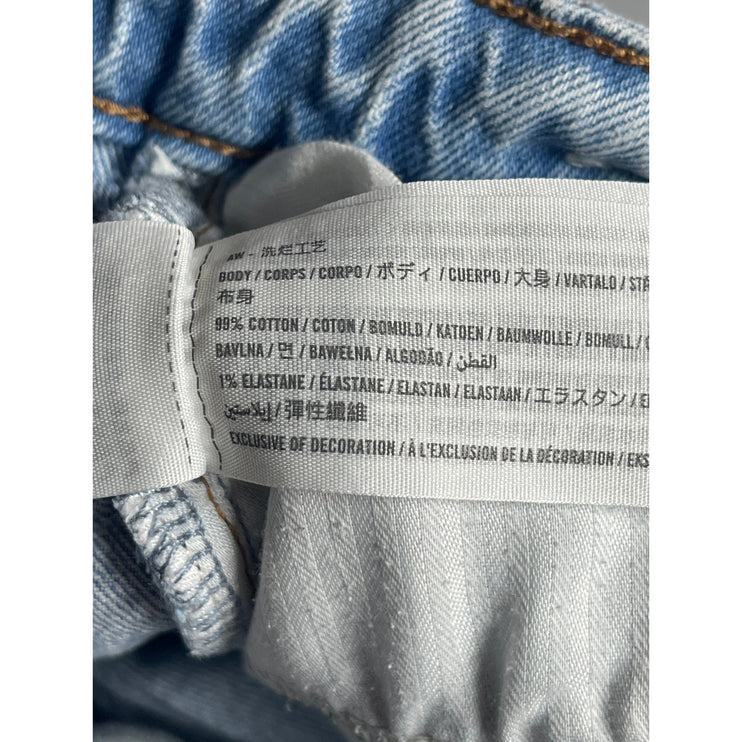 AW - 洗烂工艺
BODY / CORPS / CORPO / ボディ / CUERPO / 大身 / VARTALO /
布身
99% COTTON / COTON / BOMULD / KATOEN / BAUMWOLLE / BOMULL /
BAVLNA / 면 / BAWEŁNA / ALGODÃO / القطن
1% ELASTANE / ÉLASTANE / ELASTAN / ELASTAAN / エラスタン /
إيلاستين / 彈性纖維
EXCLUSIVE OF DECORATION / À L'EXCLUSION DE LA DÉCORATION /